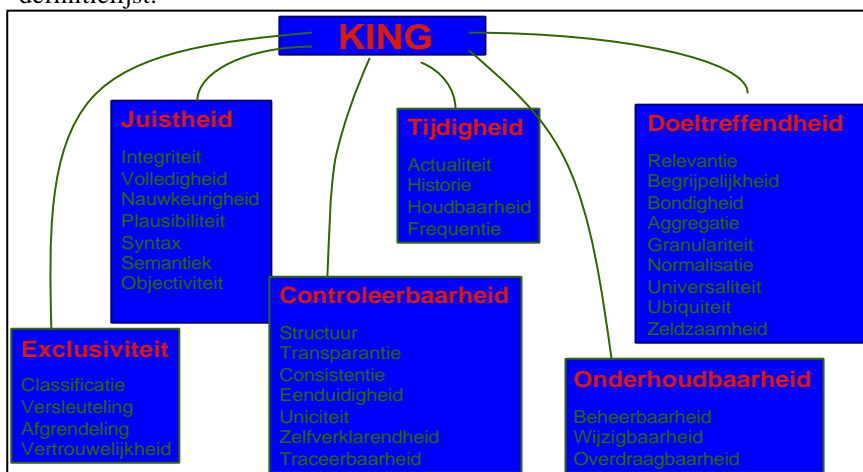 definitielijst.
KING
Juistheid
Integriteit
Volledigheid
Nauwkeurigheid
Plausibiliteit
Syntax
Semantiek
Objectiviteit
Tijdigheid
Actualiteit
Historie
Houdbaarheid
Frequentie
Doeltreffendheid
Relevantie
Begrijpelijkheid
Bondigheid
Aggregatie
Granulariteit
Normalisatie
Universaliteit
Ubiquiteit
Zeldzaamheid
Exclusiviteit
Classificatie
Versleuteling
Afgrendeling
Vertrouwelijkheid
Controleerbaarheid
Structuur
Transparantie
Consistentie
Eenduidigheid
Uniciteit
Zelfverklarendheid
Traceerbaarheid
Onderhoudbaarheid
Beheerbaarheid
Wijzigbaarheid
Overdraagbaarheid